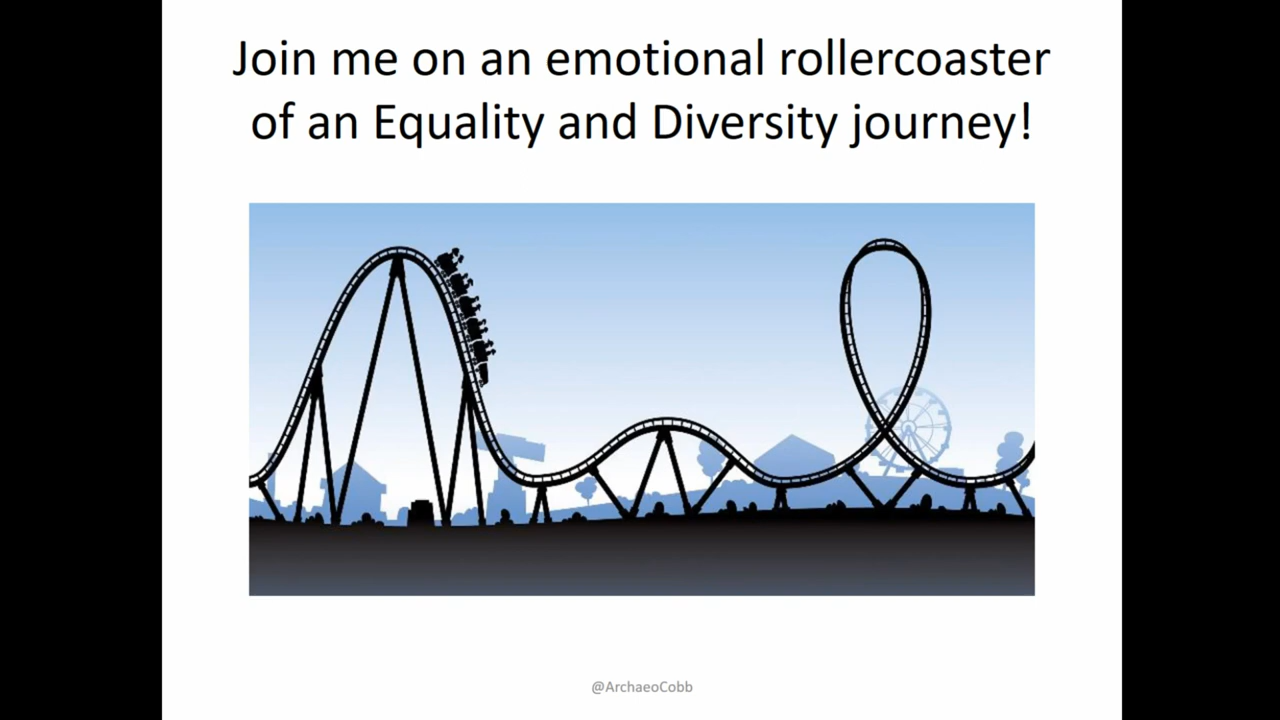 Join me on an emotional rollercoaster
of an Equality and Diversity journey!
@ArchaeoCobb